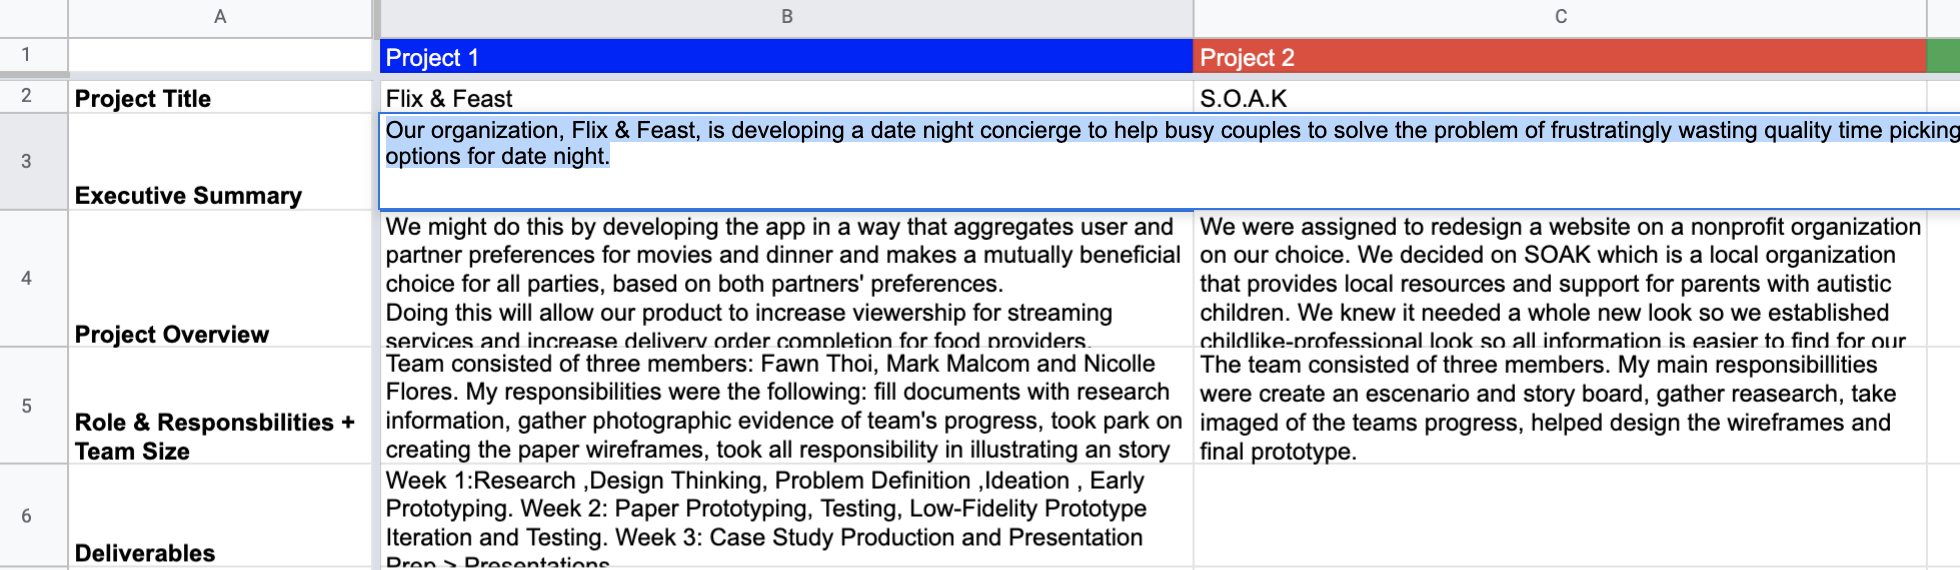 A B C
1 Project 1 Project 2
2 Project Title Flix & Feast S.O.A.K
3 Executive Summary
Our organization, Flix & Feast, is developing a date night concierge to help busy couples to solve the problem of frustratingly wasting quality time picking
options for date night.
4 Project Overview
We might do this by developing the app in a way that aggregates user and
partner preferences for movies and dinner and makes a mutually beneficial
choice for all parties, based on both partners' preferences.
Doing this will allow our product to increase viewership for streaming
services and increase delivery order completion for food providers.
We were assigned to redesign a website on a nonprofit organization
on our choice. We decided on SOAK which is a local organization
that provides local resources and support for parents with autistic
children. We knew it needed a whole new look so we established
childlike-professional look so all information is easier to find for our
5 Role & Responsbilities +
Team Size
Team consisted of three members: Fawn Thoi, Mark Malcom and Nicolle
Flores. My responsibilities were the following: fill documents with research
information, gather photographic evidence of team's progress, took park on
creating the paper wireframes, took all responsibility in illustrating an story
The team consisted of three members. My main responsibillities
were create an escenario and story board, gather reasearch, take
imaged of the teams progress, helped design the wireframes and
final prototype.
6 Deliverables
Week 1:Research ,Design Thinking, Problem Definition ,Ideation , Early
Prototyping. Week 2: Paper Prototyping, Testing, Low-Fidelity Prototype
Iteration and Testing. Week 3: Case Study Production and Presentation
Prep > Presentations